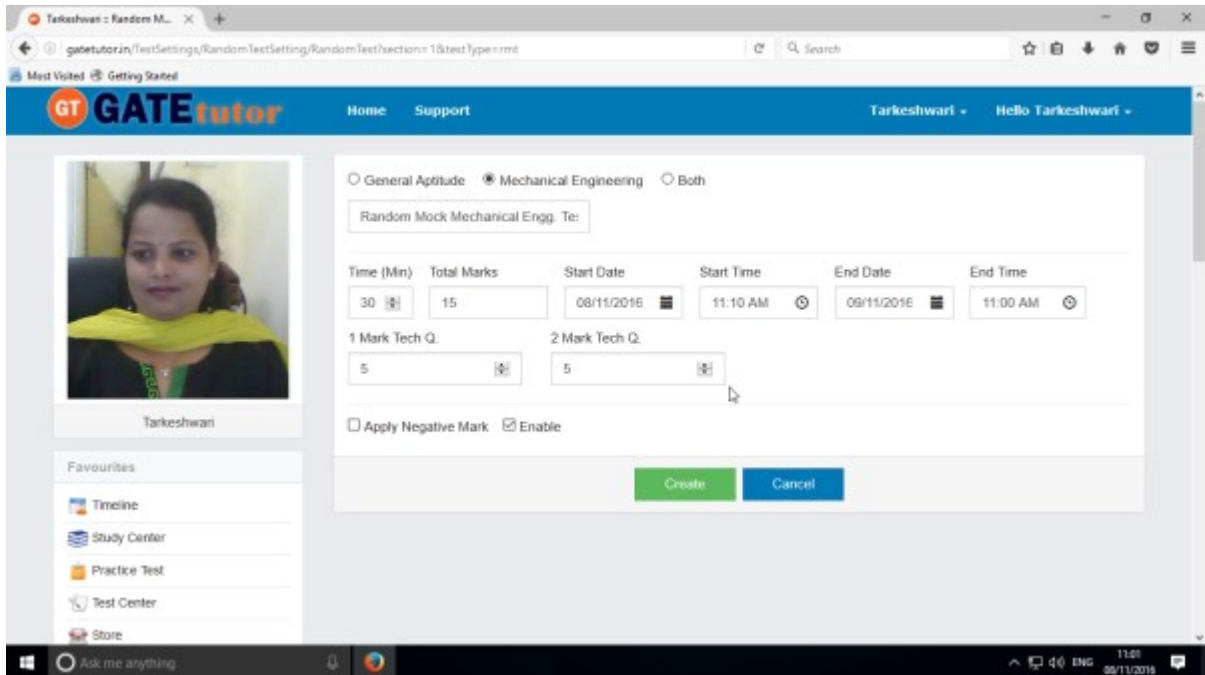 Tarkeshwari :: Random M...
gatetutor.in/TestSettings/RandomTestSetting/RandomTest?section=1&testType=rmt
Search
Most Visited Getting Started
GT GATEtutor Home Support Tarkeshwari Hello Tarkeshwari
General Aptitude Mechanical Engineering Both
Random Mock Mechanical Engg. Te
Time (Min) Total Marks Start Date Start Time End Date End Time
30 15 08/11/2016 11:10 AM 09/11/2016 11:00 AM
1 Mark Tech Q. 2 Mark Tech Q.
5 5
Tarkeshwari
Apply Negative Mark Enable
Favourites
Create Cancel
Timeline
Study Center
Practice Test
Test Center
Store
Ask me anything
ENG
11:01
08/11/2016